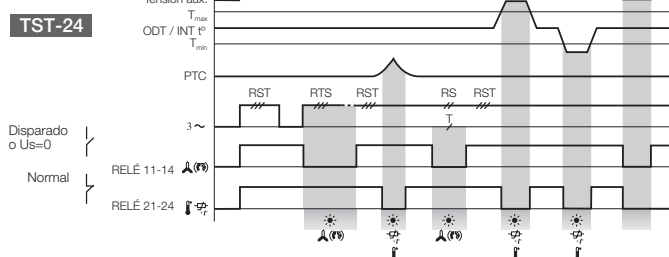 Tensión aux.
Tmax
TST-24
ODT / INT tº
Tmin
PTC
RST RTS RST RS RST
T
3 ~
Disparado
o Us=0
RELÉ 11-14
Normal
RELÉ 21-24